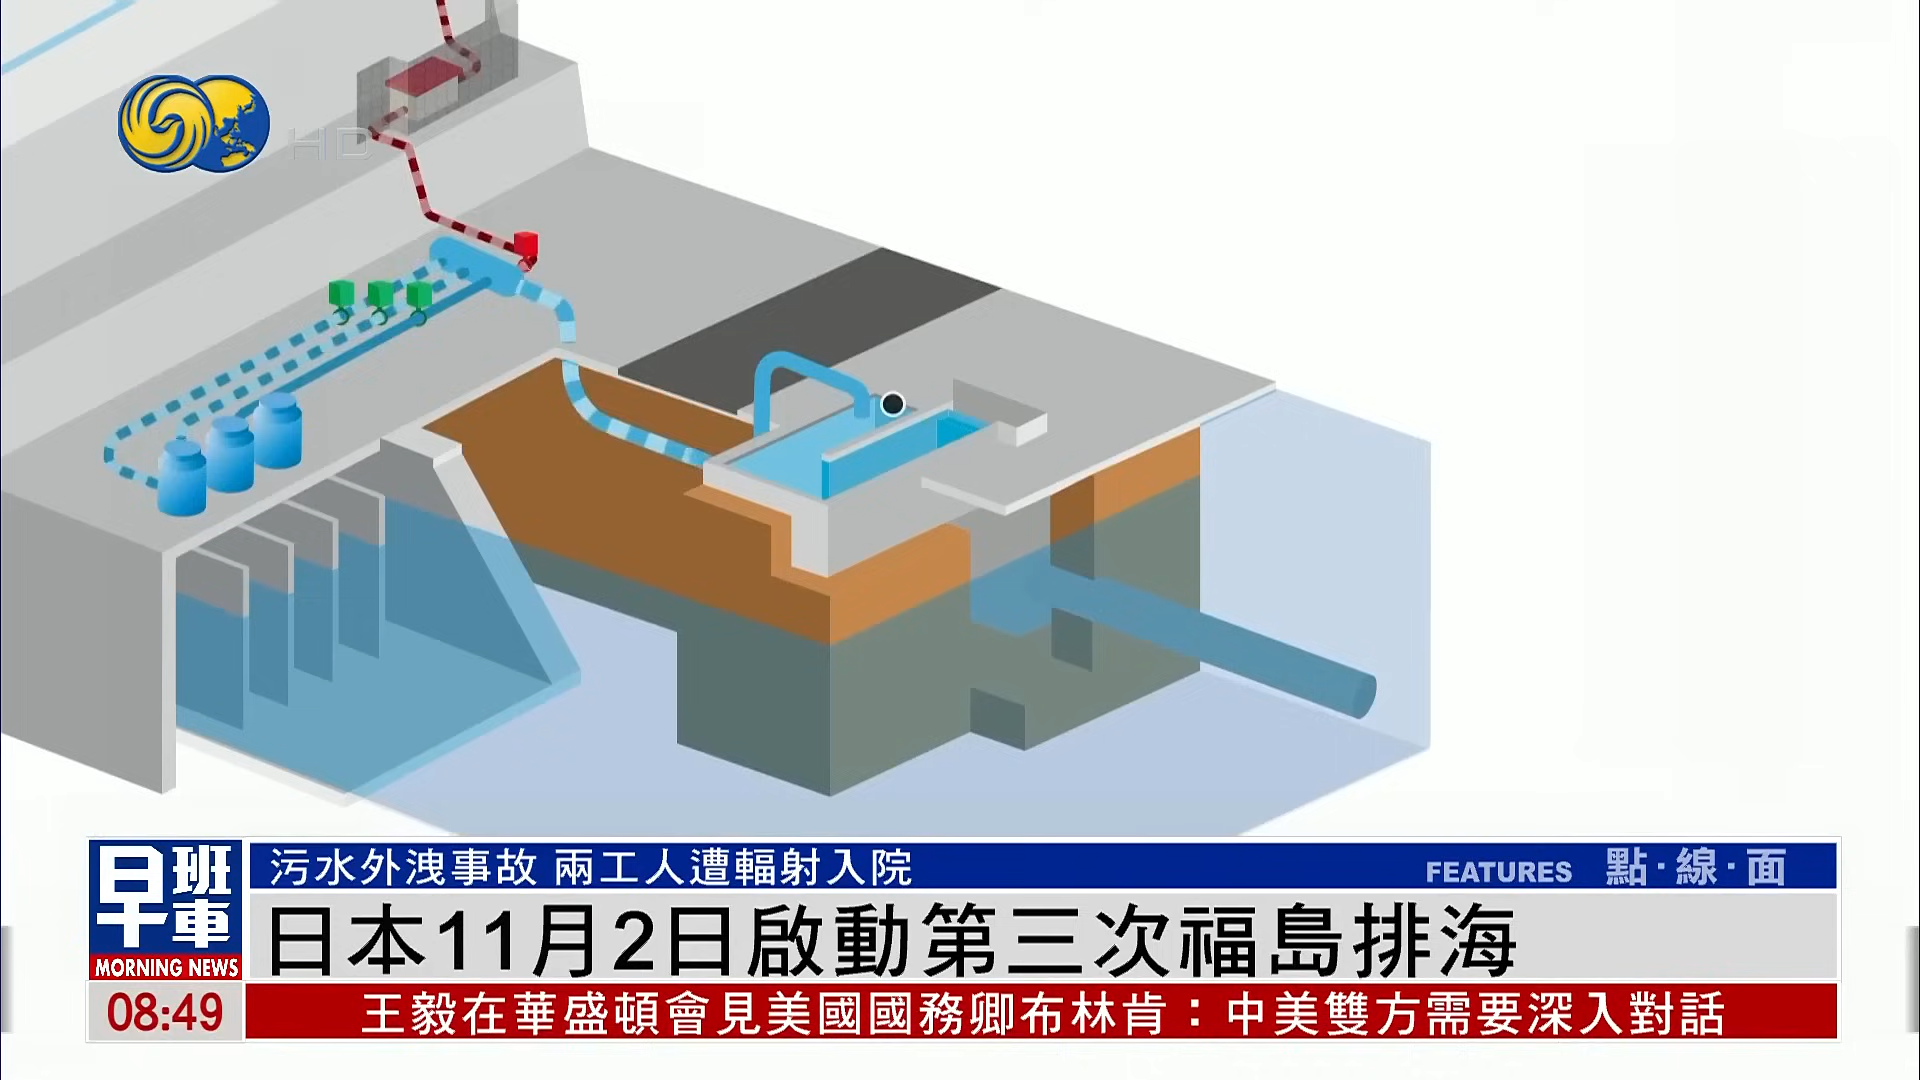 HD
污水外洩事故 兩工人遭輻射入院
FEATURES 點·線·面
早班車
日本11月2日啟動第三次福島排海
MORNING NEWS
08:49
王毅在華盛頓會見美國國務卿布林肯：中美雙方需要深入對話